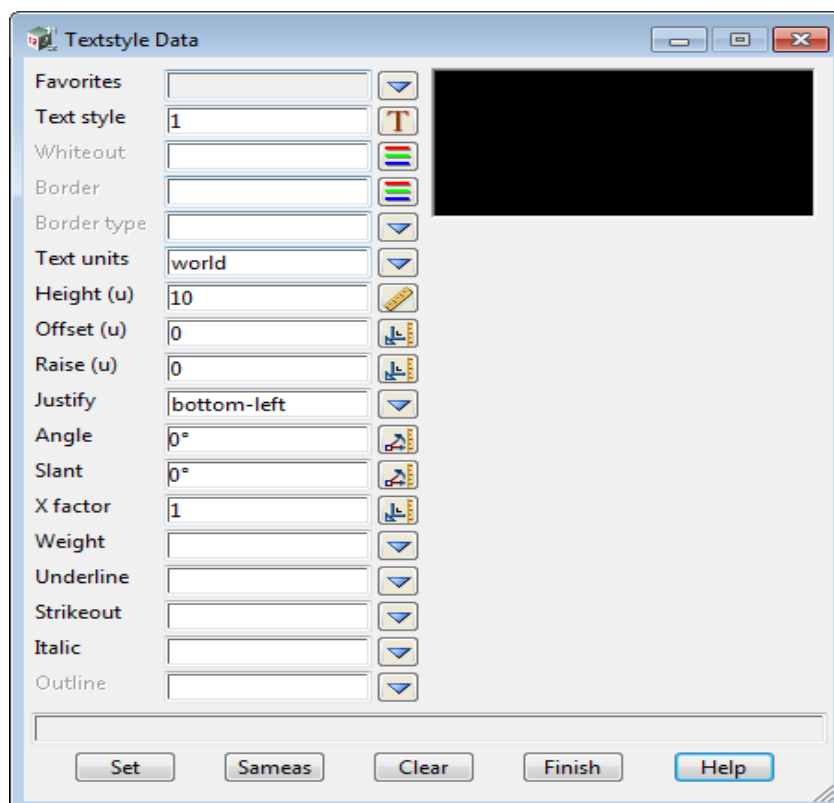 Textstyle Data
Favorites
Text style 1 T
Whiteout
Border
Border type
Text units world
Height (u) 10
Offset (u) 0
Raise (u) 0
Justify bottom-left
Angle 0°
Slant 0°
X factor 1
Weight
Underline
Strikeout
Italic
Outline
Set Sameas Clear Finish Help